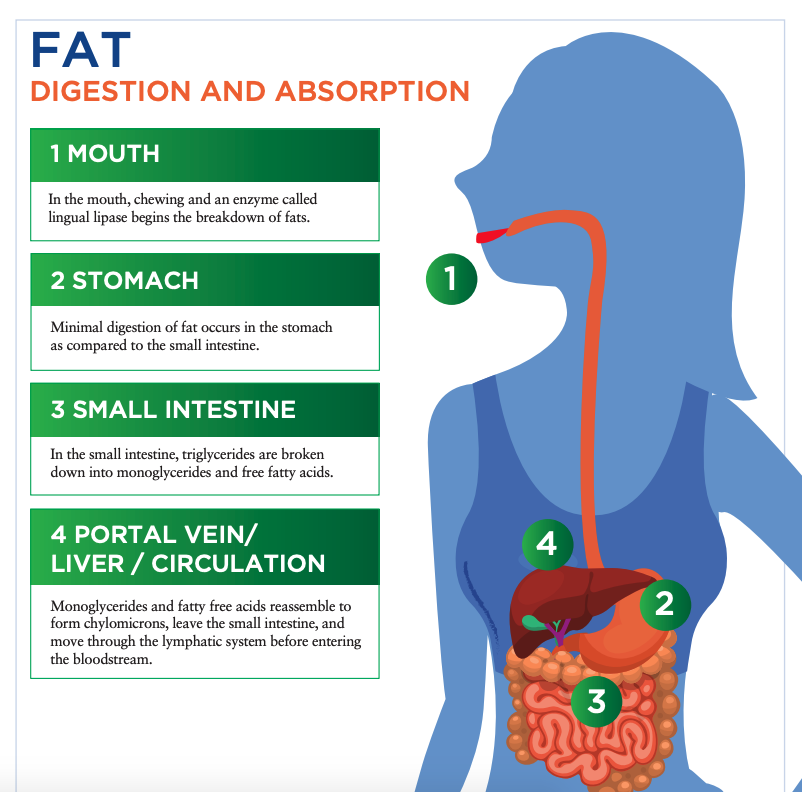 FAT
DIGESTION AND ABSORPTION
1 MOUTH
In the mouth, chewing and an enzyme called
lingual lipase begins the breakdown of fats.
2 STOMACH
Minimal digestion of fat occurs in the stomach
as compared to the small intestine.
3 SMALL INTESTINE
In the small intestine, triglycerides are broken
down into monoglycerides and free fatty acids.
4 PORTAL VEIN/
LIVER / CIRCULATION
Monoglycerides and fatty free acids reassemble to
form chylomicrons, leave the small intestine, and
move through the lymphatic system before entering
the bloodstream.
1
4
2
3